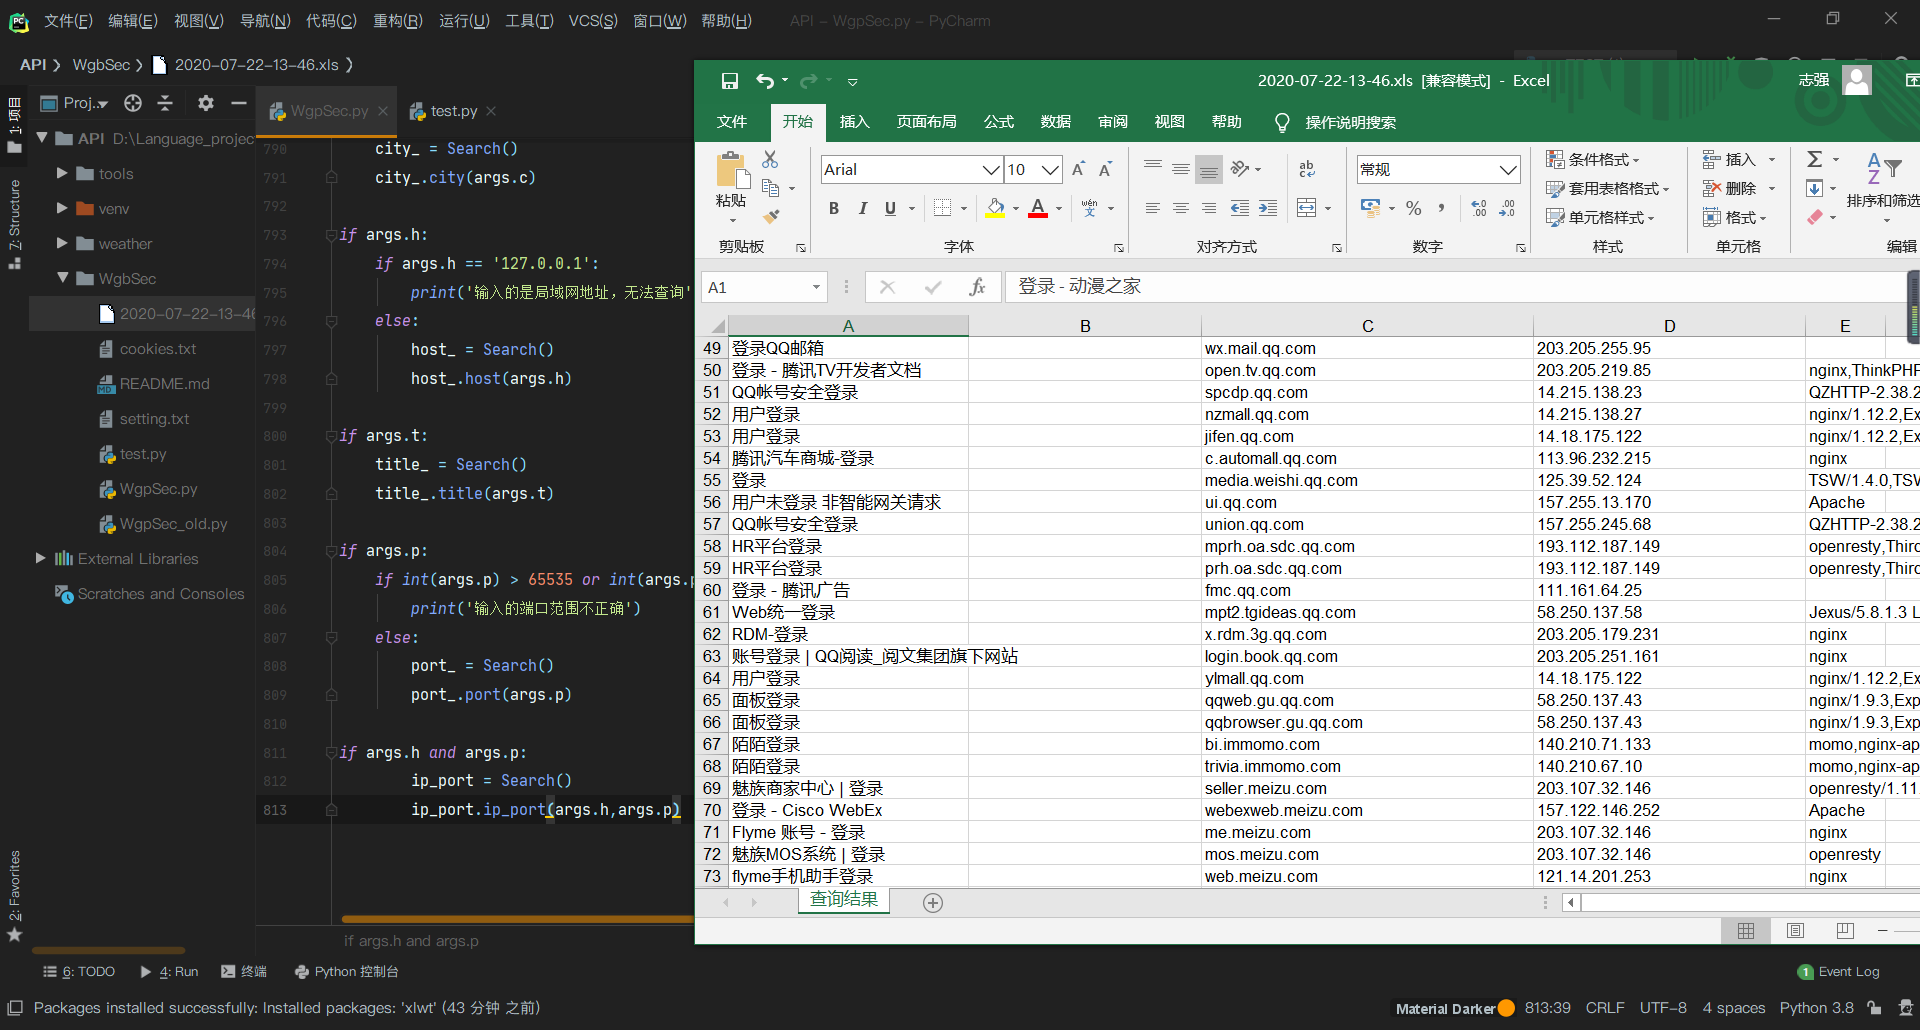 文件(F) 编辑(E) 视图(V) 导航(N) 代码(C) 重构(R) 运行(U) 工具(T) VCS(S) 窗口(W) 帮助(H) API – WgpSec.py – PyCharm
API WgbSec 2020-07-22-13-46.xls
1: 项目
7: Structure
2: Favorites
Proj..
API D:\Language_projec
tools
venv
weather
WgbSec
2020-07-22-13-46
cookies.txt
README.md
setting.txt
test.py
WgpSec.py
WgpSec_old.py
External Libraries
Scratches and Consoles
WgpSec.py test.py
790 city_ = Search()
791 city_.city(args.c)
792
793 if args.h:
794 if args.h == '127.0.0.1':
795 print('输入的是局域网地址，无法查询'
796 else:
797 host_ = Search()
798 host_.host(args.h)
799
800 if args.t:
801 title_ = Search()
802 title_.title(args.t)
803
804 if args.p:
805 if int(args.p) > 65535 or int(args.p
806 print('输入的端口范围不正确')
807 else:
808 port_ = Search()
809 port_.port(args.p)
810
811 if args.h and args.p:
812 ip_port = Search()
813 ip_port.ip_port(args.h,args.p)
if args.h and args.p
2020-07-22-13-46.xls [兼容模式] - Excel 志强
文件 开始 插入 页面布局 公式 数据 审阅 视图 帮助 操作说明搜索
粘贴
剪贴板
Arial 10
B I U A wén 文
字体
ab
对齐方式
常规
% ,
数字
条件格式
套用表格格式
单元格样式
样式
插入
删除
格式
单元格
排序和筛选
编辑
A1 fx 登录 - 动漫之家
A B C D E
49 登录QQ邮箱 wx.mail.qq.com 203.205.255.95
50 登录 - 腾讯TV开发者文档 open.tv.qq.com 203.205.219.85 nginx,ThinkPHP
51 QQ帐号安全登录 spcdp.qq.com 14.215.138.23 QZHTTP-2.38.2
52 用户登录 nzmall.qq.com 14.215.138.27 nginx/1.12.2,Ex
53 用户登录 jifen.qq.com 14.18.175.122 nginx/1.12.2,Ex
54 腾讯汽车商城-登录 c.automall.qq.com 113.96.232.215 nginx
55 登录 media.weishi.qq.com 125.39.52.124 TSW/1.4.0,TSW
56 用户未登录 非智能网关请求 ui.qq.com 157.255.13.170 Apache
57 QQ帐号安全登录 union.qq.com 157.255.245.68 QZHTTP-2.38.2
58 HR平台登录 mprh.oa.sdc.qq.com 193.112.187.149 openresty,Thirc
59 HR平台登录 prh.oa.sdc.qq.com 193.112.187.149 openresty,Thirc
60 登录 - 腾讯广告 fmc.qq.com 111.161.64.25
61 Web统一登录 mpt2.tgideas.qq.com 58.250.137.58 Jexus/5.8.1.3 L
62 RDM-登录 x.rdm.3g.qq.com 203.205.179.231 nginx
63 账号登录 | QQ阅读_阅文集团旗下网站 login.book.qq.com 203.205.251.161 nginx
64 用户登录 ylmall.qq.com 14.18.175.122 nginx/1.12.2,Ex
65 面板登录 qqweb.gu.qq.com 58.250.137.43 nginx/1.9.3,Exp
66 面板登录 qqbrowser.gu.qq.com 58.250.137.43 nginx/1.9.3,Exp
67 陌陌登录 bi.immomo.com 140.210.71.133 momo,nginx-ap
68 陌陌登录 trivia.immomo.com 140.210.67.10 momo,nginx-ap
69 魅族商家中心 | 登录 seller.meizu.com 203.107.32.146 openresty/1.11.
70 登录 - Cisco WebEx webexweb.meizu.com 157.122.146.252 Apache
71 Flyme 账号 - 登录 me.meizu.com 203.107.32.146 nginx
72 魅族MOS系统 | 登录 mos.meizu.com 203.107.32.146 openresty
73 flyme手机助手登录 web.meizu.com 121.14.201.253 nginx
查询结果
6: TODO 4: Run 终端 Python 控制台 1 Event Log
Packages installed successfully: Installed packages: 'xlwt' (43 分钟 之前) Material Darker 813:39 CRLF UTF-8 4 spaces Python 3.8